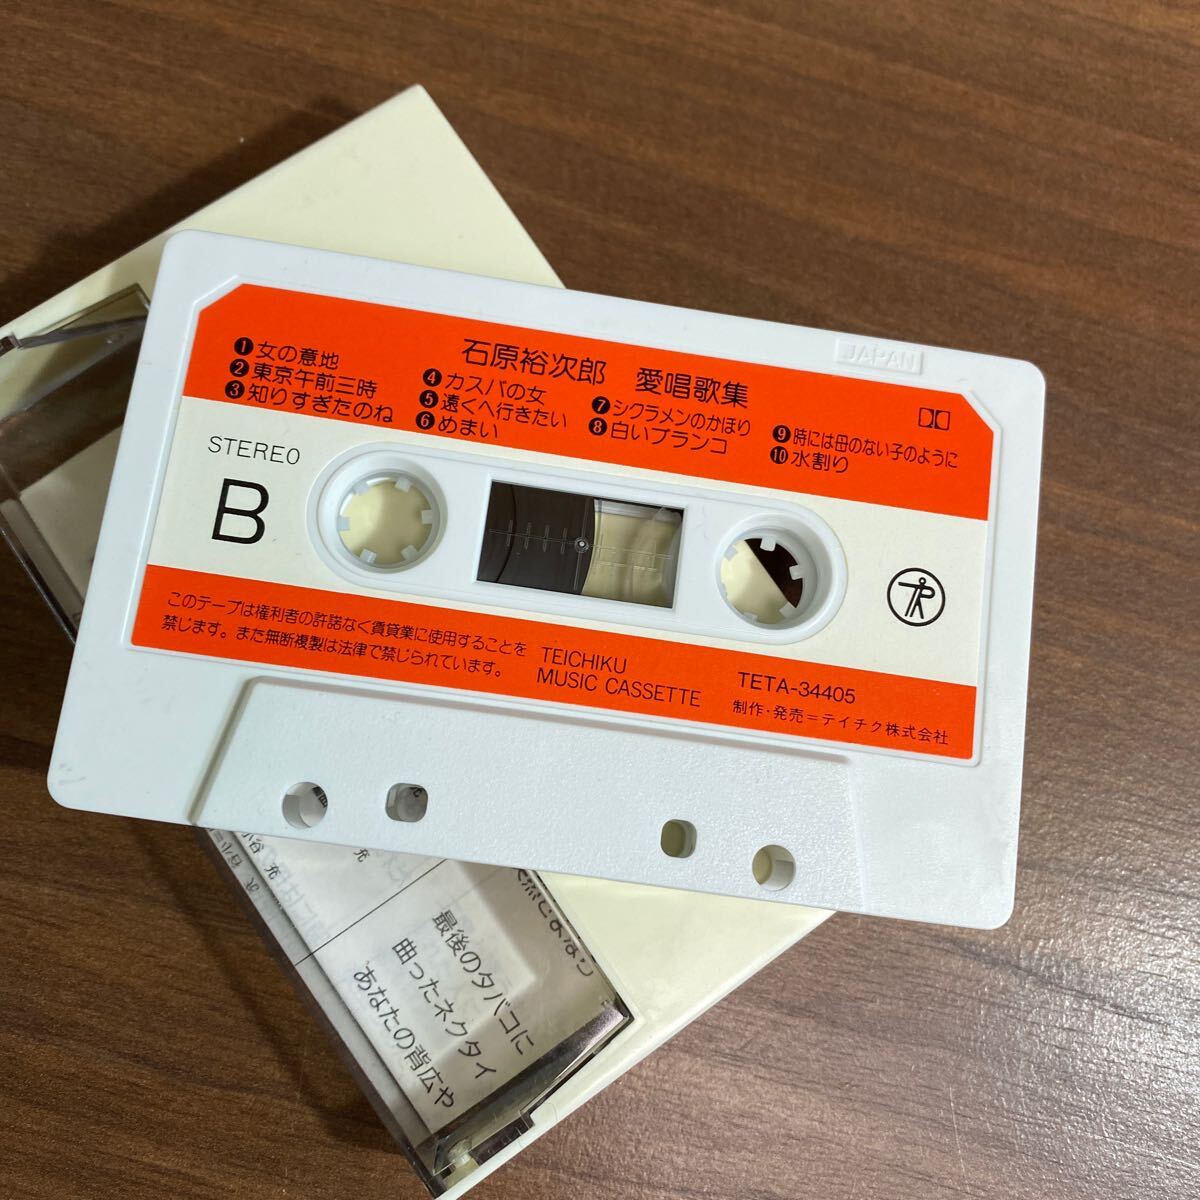 JAPAN
石原裕次郎 愛唱歌集
❶女の意地
❷東京午前三時
❸知りすぎたのね
❹カスバの女
❺遠くへ行きたい
❻めまい
❼シクラメンのかほり
❽白いブランコ
❾時には母のない子のように
❿水割り
STEREO
B
このテープは権利者の許諾なく賃貸業に使用することを
禁じます。また無断複製は法律で禁じられています。
TEICHIKU
MUSIC CASSETTE
TETA-34405
制作・発売=テイチク株式会社
最後のタバコに
曲ったネクタイ
あなたの背広や